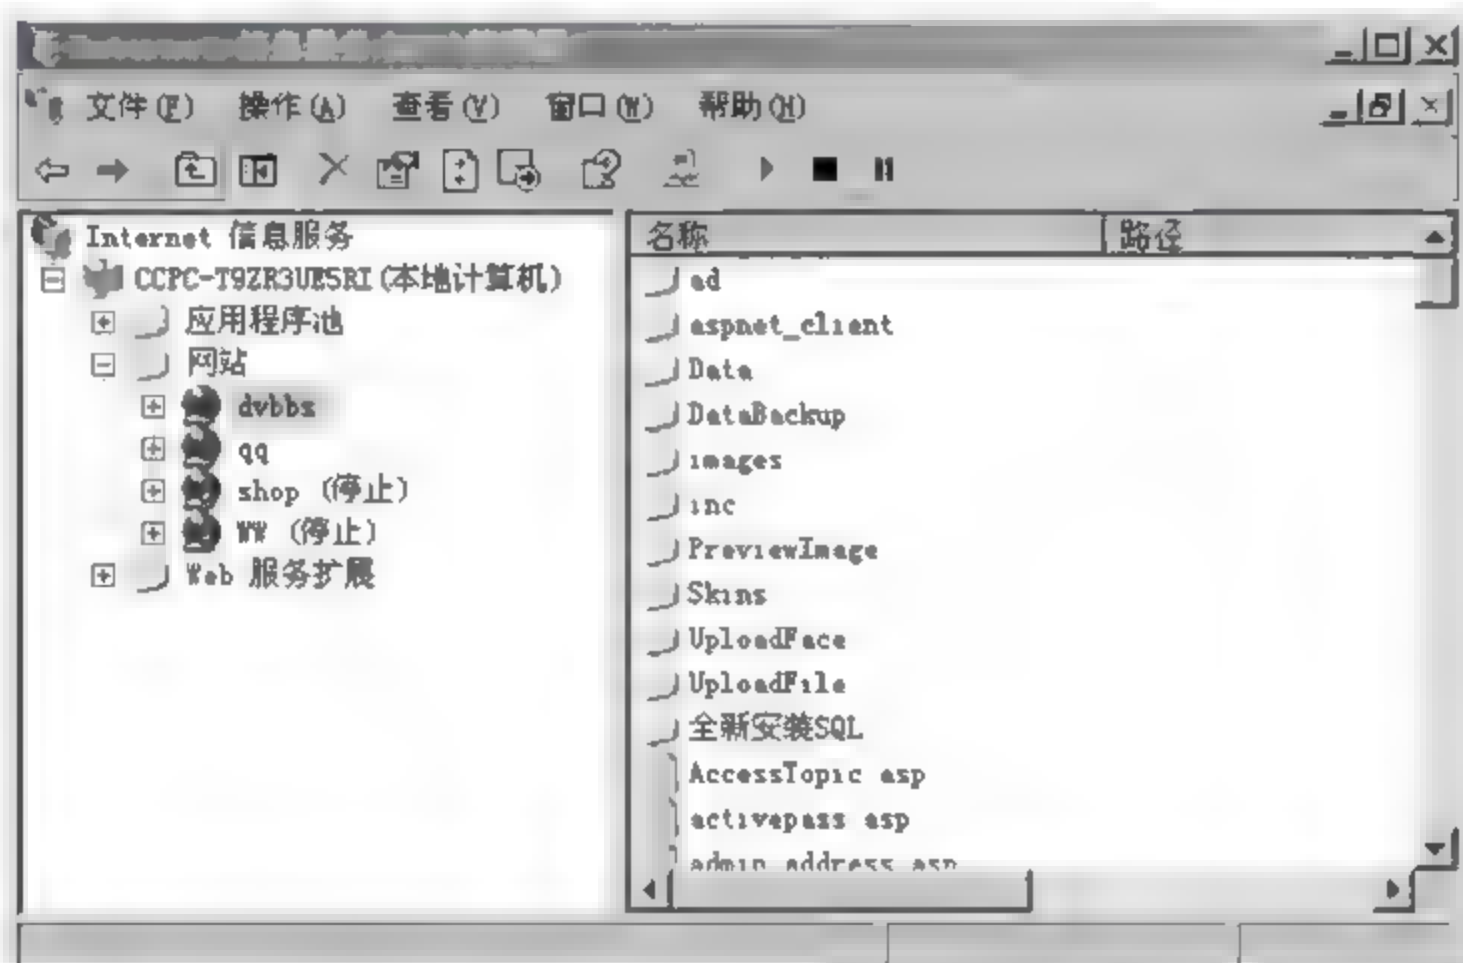 文件(F) 操作(A) 查看(V) 窗口(W) 帮助(H)
Internet 信息服务
CCPC-T9ZR3UE5RI(本地计算机)
应用程序池
网站
dvbbs
qq
shop (停止)
WW (停止)
Web 服务扩展
名称 路径
ad
aspnet_client
Data
DataBackup
images
inc
PreviewImage
Skins
UploadFace
UploadFile
全新安装SQL
AccessTopic asp
activepass asp
admin address asp